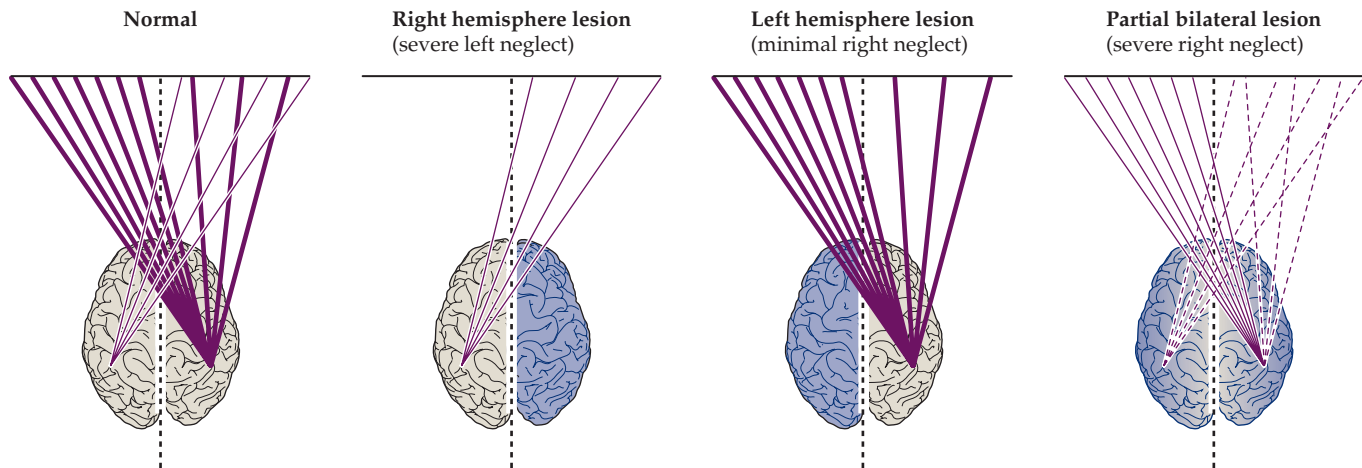 Normal
Right hemisphere lesion
(severe left neglect)
Left hemisphere lesion
(minimal right neglect)
Partial bilateral lesion
(severe right neglect)